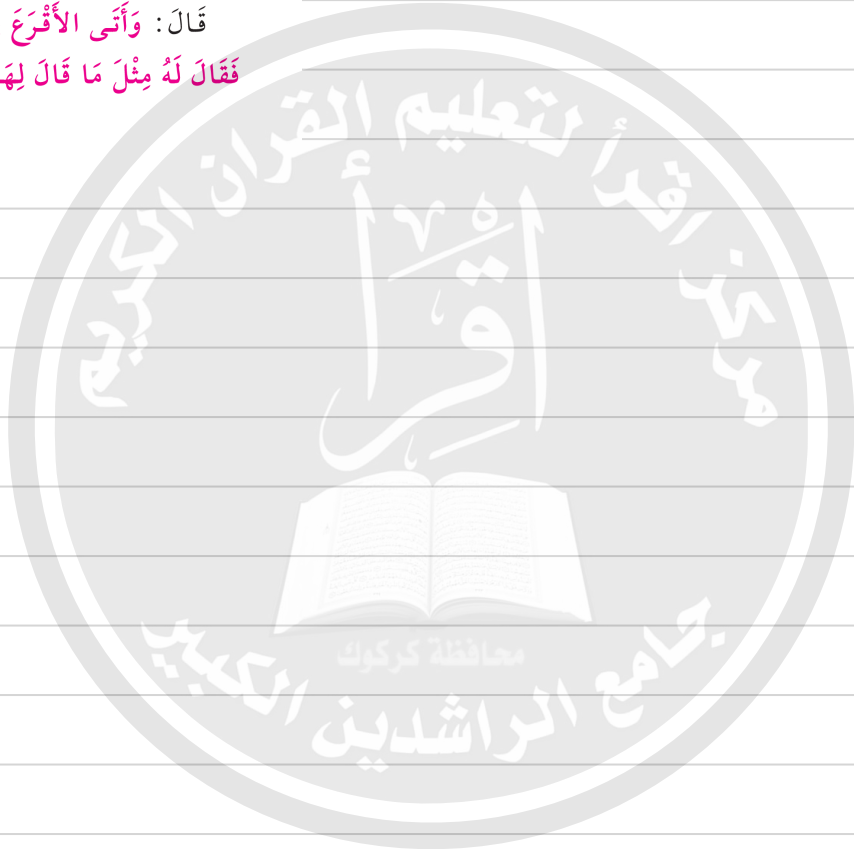 قَالَ: وَأَتَى الأَقْرَعَ
فَقَالَ لَهُ مِثْلَ مَا قَالَ لِهَ
مركز اقرأ لتعليم القرآن الكريم
اقرأ
محافظة كركوك
جامع الراشدين الكبير